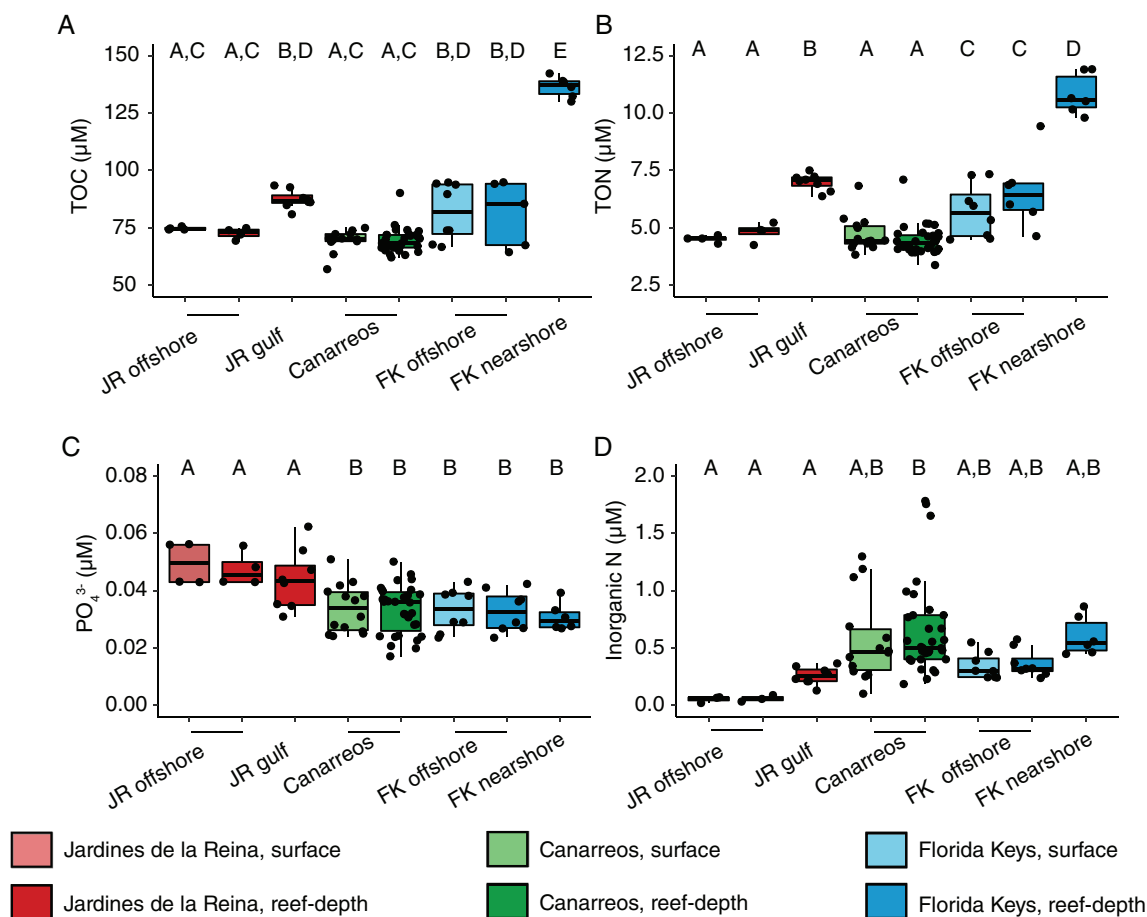 A
B
A,C A,C B,D A,C A,C B,D B,D E
A A B A A C C D
TOC (µM)
150
125
100
75
50
TON (µM)
12.5
10.0
7.5
5.0
2.5
JR offshore JR gulf Canarreos FK offshore FK nearshore
JR offshore JR gulf Canarreos FK offshore FK nearshore
C
D
A A A B B B B B
A A A A,B B A,B A,B A,B
PO₄³⁻ (µM)
0.08
0.06
0.04
0.02
0.00
Inorganic N (µM)
2.0
1.5
1.0
0.5
0.0
JR offshore JR gulf Canarreos FK offshore FK nearshore
JR offshore JR gulf Canarreos FK offshore FK nearshore
Jardines de la Reina, surface
Canarreos, surface
Florida Keys, surface
Jardines de la Reina, reef-depth
Canarreos, reef-depth
Florida Keys, reef-depth